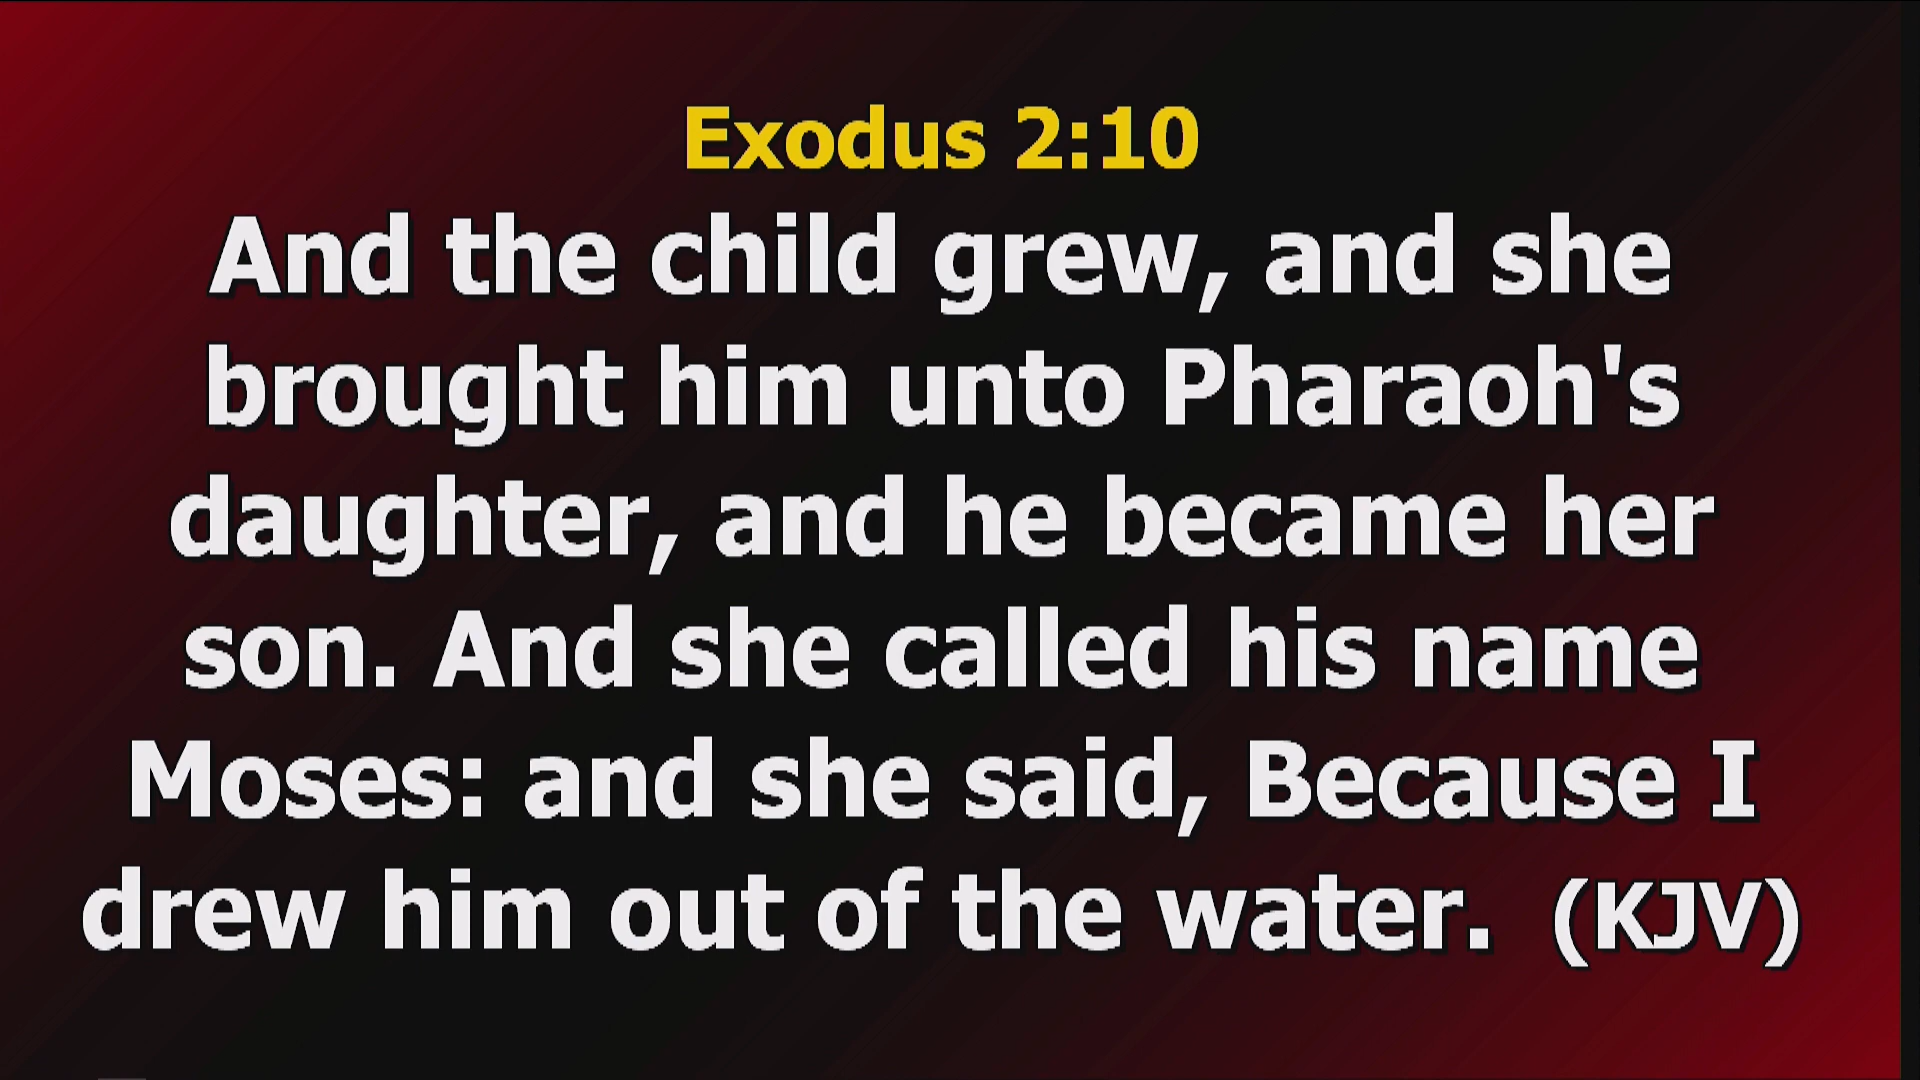 Exodus 2:10
And the child grew, and she
brought him unto Pharaoh's
daughter, and he became her
son. And she called his name
Moses: and she said, Because I
drew him out of the water.  (KJV)